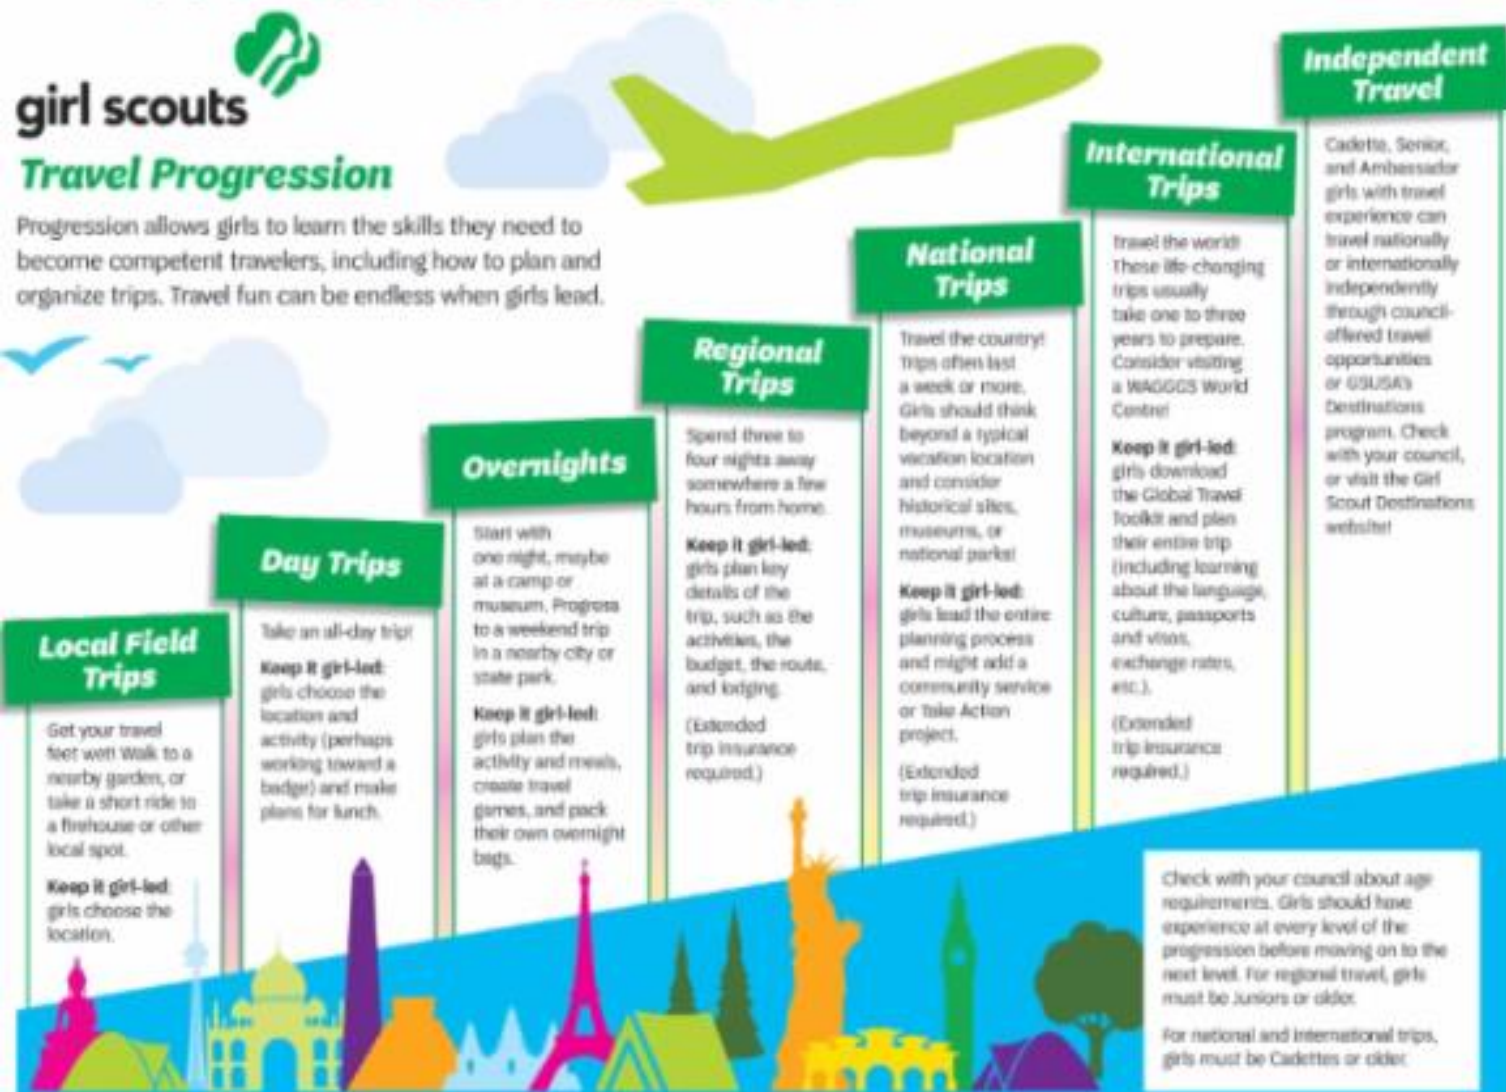 girl scouts
Travel Progression
Progression allows girls to learn the skills they need to
become competent travelers, including how to plan and
organize trips. Travel fun can be endless when girls lead.
Local Field
Trips
Get your travel
feet wet! Walk to a
nearby garden, or
take a short ride to
a firehouse or other
local spot.
Keep it girl-led:
girls choose the
location.
Day Trips
Take an all-day trip!
Keep it girl-led:
girls choose the
location and
activity (perhaps
working toward a
badge) and make
plans for lunch.
Overnights
Start with
one night, maybe
at a camp or
museum. Progress
to a weekend trip
in a nearby city or
state park.
Keep it girl-led:
girls plan the
activity and meals,
create travel
games, and pack
their own overnight
bags.
Regional
Trips
Spend three to
four nights away
somewhere a few
hours from home.
Keep it girl-led:
girls plan key
details of the
trip, such as the
activities, the
budget, the route,
and lodging.
(Extended
trip insurance
required.)
National
Trips
Travel the country!
Trips often last
a week or more.
Girls should think
beyond a typical
vacation location
and consider
historical sites,
museums, or
national parks!
Keep it girl-led:
girls lead the entire
planning process
and might add a
community service
or Take Action
project.
(Extended
trip insurance
required.)
International
Trips
Travel the world!
These life-changing
trips usually
take one to three
years to prepare.
Consider visiting
a WAGGGS World
Centre!
Keep it girl-led:
girls download
the Global Travel
Toolkit and plan
their entire trip
(including learning
about the language,
culture, passports
and visas,
exchange rates,
etc.).
(Extended
trip insurance
required.)
Independent
Travel
Cadette, Senior,
and Ambassador
girls with travel
experience can
travel nationally
or internationally
independently
through council-
offered travel
opportunities
or GSUSA's
Destinations
program. Check
with your council,
or visit the Girl
Scout Destinations
website!
Check with your council about age
requirements. Girls should have
experience at every level of the
progression before moving on to the
next level. For regional travel, girls
must be Juniors or older.
For national and international trips,
girls must be Cadettes or older.